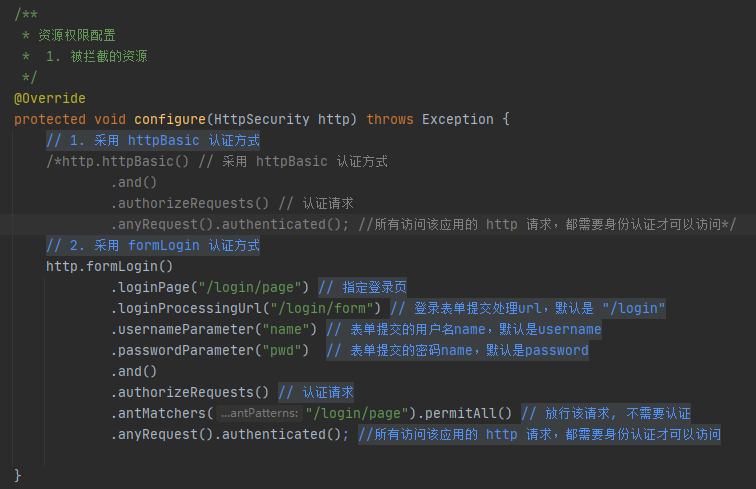 /**
 * 资源权限配置
 *  1. 被拦截的资源
 */
@Override
protected void configure(HttpSecurity http) throws Exception {
    // 1. 采用 httpBasic 认证方式
    /*http.httpBasic() // 采用 httpBasic 认证方式
            .and()
            .authorizeRequests() // 认证请求
            .anyRequest().authenticated(); //所有访问该应用的 http 请求，都需要身份认证才可以访问*/
    // 2. 采用 formLogin 认证方式
    http.formLogin()
            .loginPage("/login/page") // 指定登录页
            .loginProcessingUrl("/login/form") // 登录表单提交处理url，默认是 "/login"
            .usernameParameter("name") // 表单提交的用户名name，默认是username
            .passwordParameter("pwd")  // 表单提交的密码name，默认是password
            .and()
            .authorizeRequests() // 认证请求
            .antMatchers( ...antPatterns: "/login/page").permitAll() // 放行该请求, 不需要认证
            .anyRequest().authenticated(); //所有访问该应用的 http 请求，都需要身份认证才可以访问
}